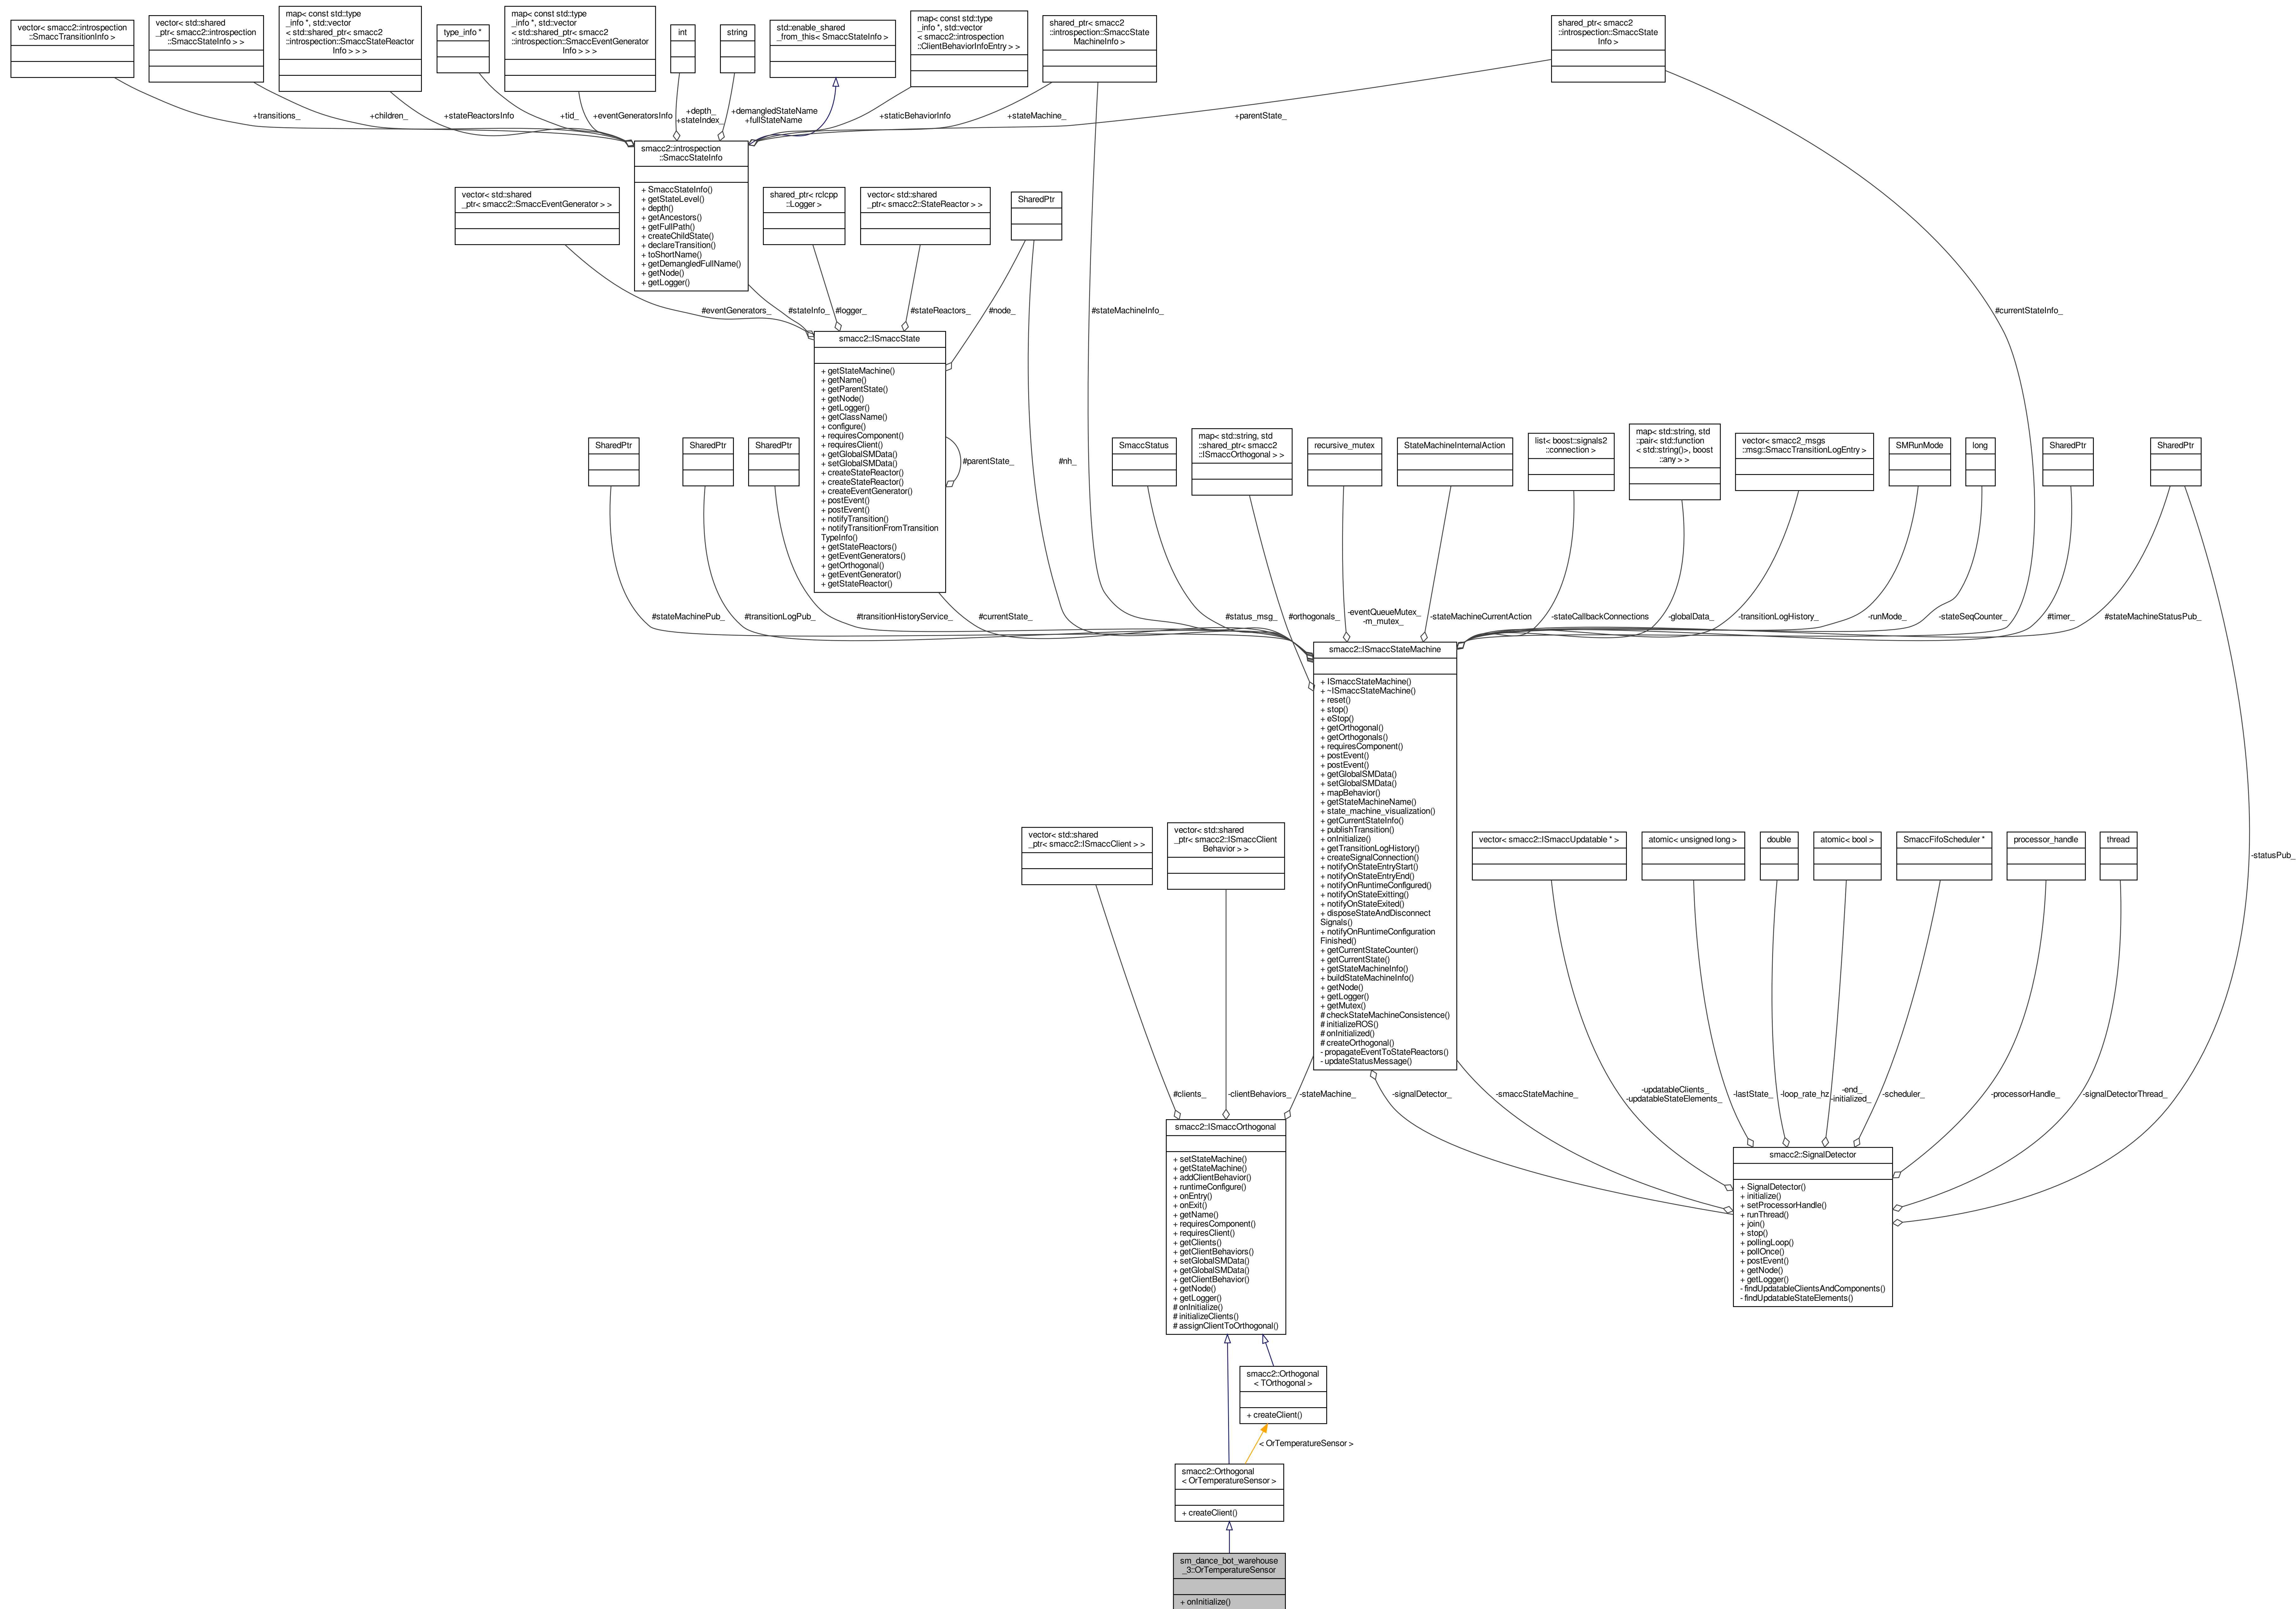 vector< smacc2::introspection
::SmaccTransitionInfo >
vector< std::shared
_ptr< smacc2::introspection
::SmaccStateInfo > >
map< const std::type
_info *, std::vector
< std::shared_ptr< smacc2
::introspection::SmaccStateReactor
Info > > >
type_info *
map< const std::type
_info *, std::vector
< std::shared_ptr< smacc2
::introspection::SmaccEventGenerator
Info > > >
int
string
std::enable_shared
_from_this< SmaccStateInfo >
map< const std::type
_info *, std::vector
< smacc2::introspection
::ClientBehaviorInfoEntry > >
shared_ptr< smacc2
::introspection::SmaccState
MachineInfo >
shared_ptr< smacc2
::introspection::SmaccState
Info >
+transitions_
+children_
+stateReactorsInfo
+tid_
+eventGeneratorsInfo
+depth_
+stateIndex_
+demangledStateName
+fullStateName
+staticBehaviorInfo
+stateMachine_
+parentState_
smacc2::introspection
::SmaccStateInfo
+ SmaccStateInfo()
+ getStateLevel()
+ depth()
+ getAncestors()
+ getFullPath()
+ createChildState()
+ declareTransition()
+ toShortName()
+ getDemangledFullName()
+ getNode()
+ getLogger()
vector< std::shared
_ptr< smacc2::SmaccEventGenerator > >
shared_ptr< rclcpp
::Logger >
vector< std::shared
_ptr< smacc2::StateReactor > >
SharedPtr
#eventGenerators_
#stateInfo_
#logger_
#stateReactors_
#node_
#stateMachineInfo_
#currentStateInfo_
smacc2::ISmaccState
+ getStateMachine()
+ getName()
+ getParentState()
+ getNode()
+ getLogger()
+ getClassName()
+ configure()
+ requiresComponent()
+ requiresClient()
+ getGlobalSMData()
+ setGlobalSMData()
+ createStateReactor()
+ createStateReactor()
+ createEventGenerator()
+ postEvent()
+ postEvent()
+ notifyTransition()
+ notifyTransitionFromTransition
TypeInfo()
+ getStateReactors()
+ getEventGenerators()
+ getOrthogonal()
+ getEventGenerator()
+ getStateReactor()
#parentState_
#nh_
SharedPtr
SharedPtr
SharedPtr
SmaccStatus
map< std::string, std
::shared_ptr< smacc2
::ISmaccOrthogonal > >
recursive_mutex
StateMachineInternalAction
list< boost::signals2
::connection >
map< std::string, std
::pair< std::function
< std::string()>, boost
::any > >
vector< smacc2_msgs
::msg::SmaccTransitionLogEntry >
SMRunMode
long
SharedPtr
SharedPtr
#stateMachinePub_
#transitionLogPub_
#transitionHistoryService_
#currentState_
#status_msg_
#orthogonals_
-eventQueueMutex_
-m_mutex_
-stateMachineCurrentAction
-stateCallbackConnections
-globalData_
-transitionLogHistory_
-runMode_
-stateSeqCounter_
#timer_
#stateMachineStatusPub_
smacc2::ISmaccStateMachine
+ ISmaccStateMachine()
+ ~ISmaccStateMachine()
+ reset()
+ stop()
+ eStop()
+ getOrthogonal()
+ getOrthogonals()
+ requiresComponent()
+ postEvent()
+ postEvent()
+ getGlobalSMData()
+ setGlobalSMData()
+ mapBehavior()
+ getStateMachineName()
+ state_machine_visualization()
+ getCurrentStateInfo()
+ publishTransition()
+ onInitialize()
+ getTransitionLogHistory()
+ createSignalConnection()
+ notifyOnStateEntryStart()
+ notifyOnStateEntryEnd()
+ notifyOnRuntimeConfigured()
+ notifyOnStateExitting()
+ notifyOnStateExited()
+ disposeStateAndDisconnect
Signals()
+ notifyOnRuntimeConfiguration
Finished()
+ getCurrentStateCounter()
+ getCurrentState()
+ getStateMachineInfo()
+ buildStateMachineInfo()
+ getNode()
+ getLogger()
+ getMutex()
# checkStateMachineConsistence()
# initializeROS()
# onInitialized()
# createOrthogonal()
- propagateEventToStateReactors()
- updateStatusMessage()
vector< std::shared
_ptr< smacc2::ISmaccClient > >
vector< std::shared
_ptr< smacc2::ISmaccClient
Behavior > >
vector< smacc2::ISmaccUpdatable * >
atomic< unsigned long >
double
atomic< bool >
SmaccFifoScheduler *
processor_handle
thread
-statusPub_
#clients_
-clientBehaviors_
-stateMachine_
-signalDetector_
-smaccStateMachine_
-updatableClients_
-updatableStateElements_
-lastState_
-loop_rate_hz
-end_
-initialized_
-scheduler_
-processorHandle_
-signalDetectorThread_
smacc2::ISmaccOrthogonal
+ setStateMachine()
+ getStateMachine()
+ addClientBehavior()
+ runtimeConfigure()
+ onEntry()
+ onExit()
+ getName()
+ requiresComponent()
+ requiresClient()
+ getClients()
+ getClientBehaviors()
+ setGlobalSMData()
+ getGlobalSMData()
+ getClientBehavior()
+ getNode()
+ getLogger()
# onInitialize()
# initializeClients()
# assignClientToOrthogonal()
smacc2::SignalDetector
+ SignalDetector()
+ initialize()
+ setProcessorHandle()
+ runThread()
+ join()
+ stop()
+ pollingLoop()
+ pollOnce()
+ postEvent()
+ getNode()
+ getLogger()
- findUpdatableClientsAndComponents()
- findUpdatableStateElements()
smacc2::Orthogonal
< TOrthogonal >
+ createClient()
< OrTemperatureSensor >
smacc2::Orthogonal
< OrTemperatureSensor >
+ createClient()
sm_dance_bot_warehouse
_3::OrTemperatureSensor
+ onInitialize()